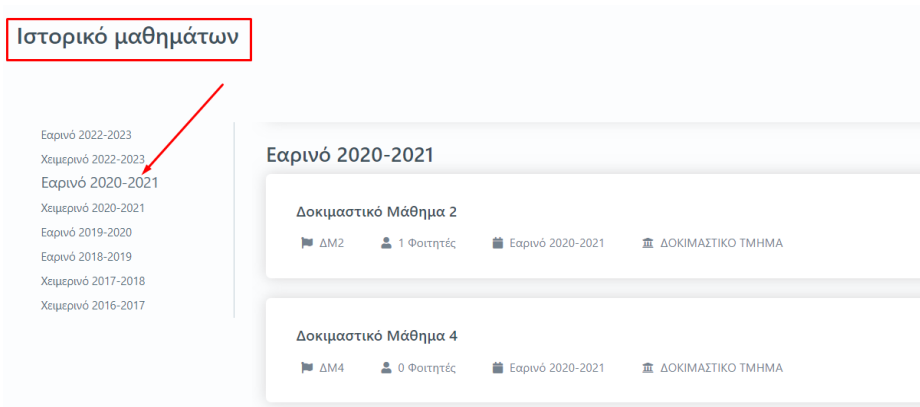 Ιστορικό μαθημάτων
Εαρινό 2022-2023
Χειμερινό 2022-2023
Εαρινό 2020-2021
Χειμερινό 2020-2021
Εαρινό 2019-2020
Εαρινό 2018-2019
Χειμερινό 2017-2018
Χειμερινό 2016-2017
Εαρινό 2020-2021
Δοκιμαστικό Μάθημα 2
ΔΜ2 1 Φοιτητές Εαρινό 2020-2021 ΔΟΚΙΜΑΣΤΙΚΟ ΤΜΗΜΑ
Δοκιμαστικό Μάθημα 4
ΔΜ4 0 Φοιτητές Εαρινό 2020-2021 ΔΟΚΙΜΑΣΤΙΚΟ ΤΜΗΜΑ